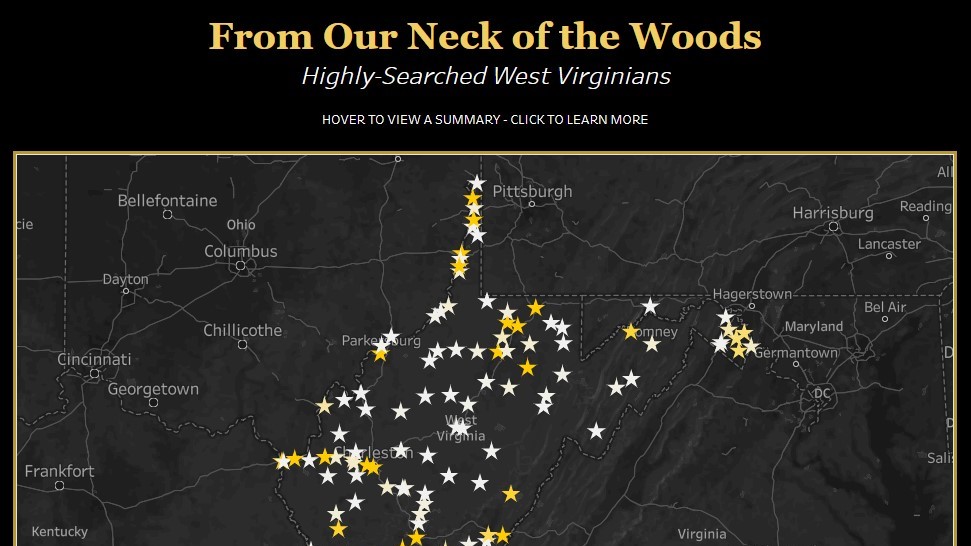 From Our Neck of the Woods
Highly-Searched West Virginians
HOVER TO VIEW A SUMMARY - CLICK TO LEARN MORE
Pittsburgh
All
Bellefontaine
Harrisburg
Reading
cie
Ohio
Columbus
Lancaster
Dayton
Hagerstown
Bel Air
Chillicothe
Parkersburg
Romney
Maryland
Cincinnati
Germantown
D
Georgetown
DC
West
Virginia
D
Charleston
Salis
Frankfort
Kentucky
Virginia